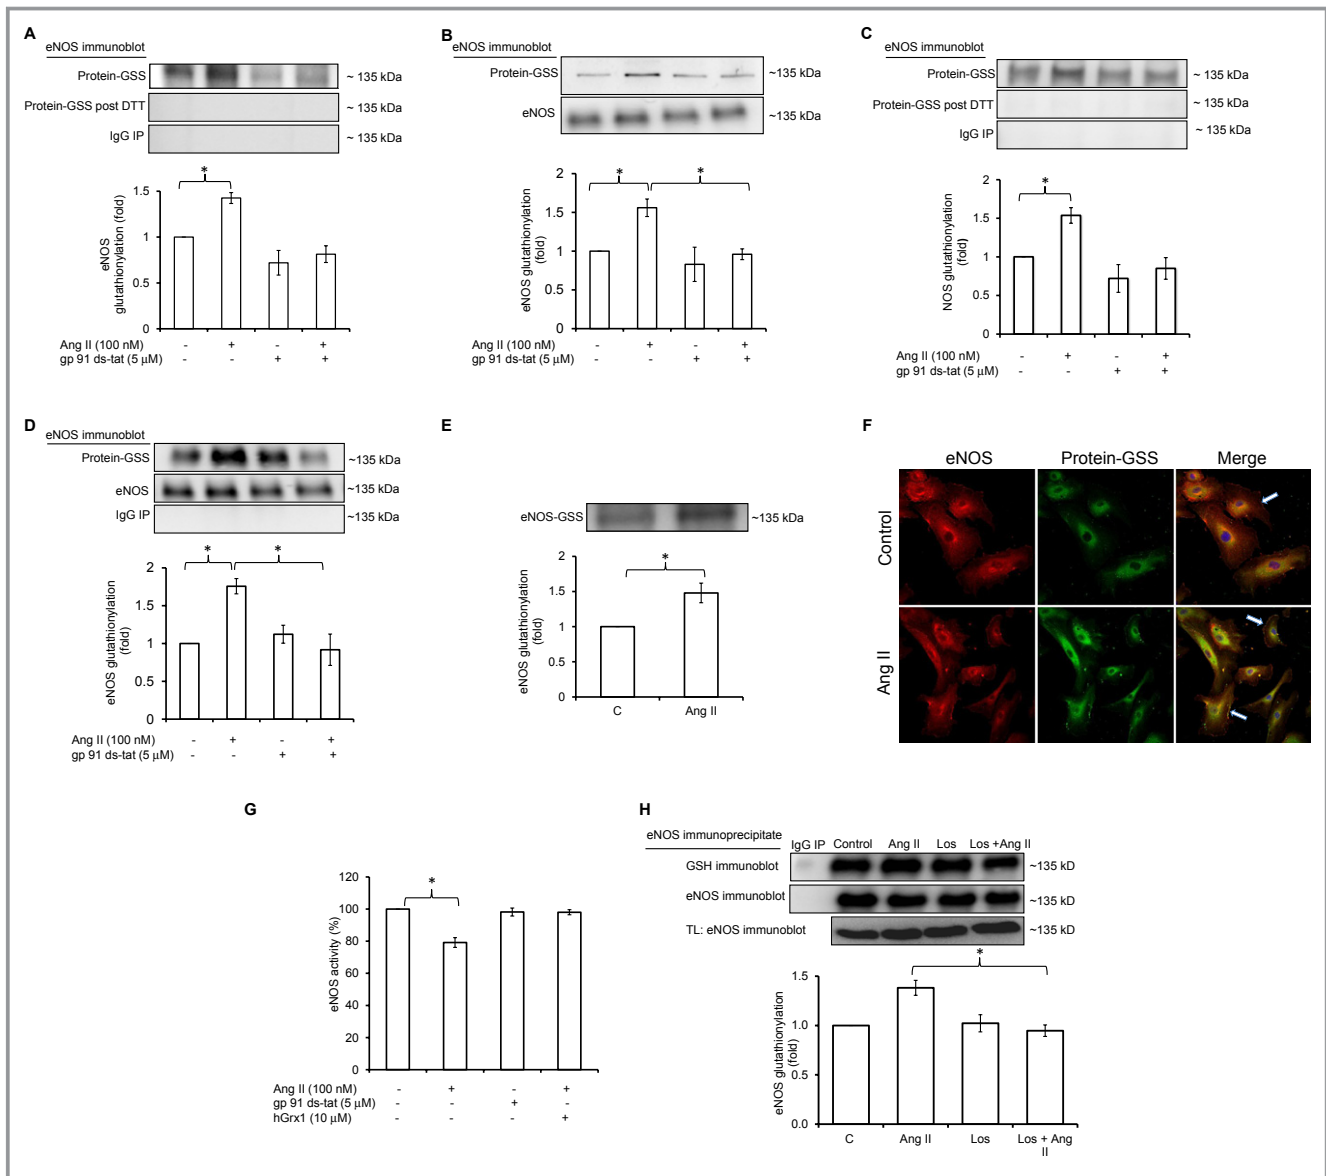 A
eNOS immunoblot
Protein-GSS
~ 135 kDa
Protein-GSS post DTT
~ 135 kDa
IgG IP
~ 135 kDa
*
1.5
1
0.5
0
eNOS
glutathionylation (fold)
Ang II (100 nM) - + - +
gp 91 ds-tat (5 µM) - - + +
B
eNOS immunoblot
Protein-GSS
~135 kDa
eNOS
~135 kDa
* *
2
1.5
1
0.5
0
eNOS glutathionylation
(fold)
Ang II (100 nM) - + - +
gp 91 ds-tat (5 µM) - - + +
C
eNOS immunoblot
Protein-GSS
~ 135 kDa
Protein-GSS post DTT
~ 135 kDa
IgG IP
~ 135 kDa
*
2
1.5
1
0.5
0
NOS glutathionylation
(fold)
Ang II (100 nM) - + - +
gp 91 ds-tat (5 µM) - - + +
D
eNOS immunoblot
Protein-GSS
~135 kDa
eNOS
~135 kDa
IgG IP
~135 kDa
* *
2
1.5
1
0.5
0
eNOS glutathionylation
(fold)
Ang II (100 nM) - + - +
gp 91 ds-tat (5 µM) - - + +
E
eNOS-GSS
~135 kDa
*
2
1.5
1
0.5
0
eNOS glutathionylation
(fold)
C Ang II
F
eNOS Protein-GSS Merge
Control
Ang II
G
*
120
100
80
60
40
20
0
eNOS activity (%)
Ang II (100 nM) - + - +
gp 91 ds-tat (5 µM) - - + -
hGrx1 (10 µM) - - - +
H
eNOS immunoprecipitate
IgG IP Control Ang II Los Los +Ang II
GSH immunoblot
~135 kD
eNOS immunoblot
~135 kD
TL: eNOS immunoblot
~135 kD
*
1.5
1.0
0.5
0.0
eNOS glutathionylation
(fold)
C Ang II Los Los + Ang
II